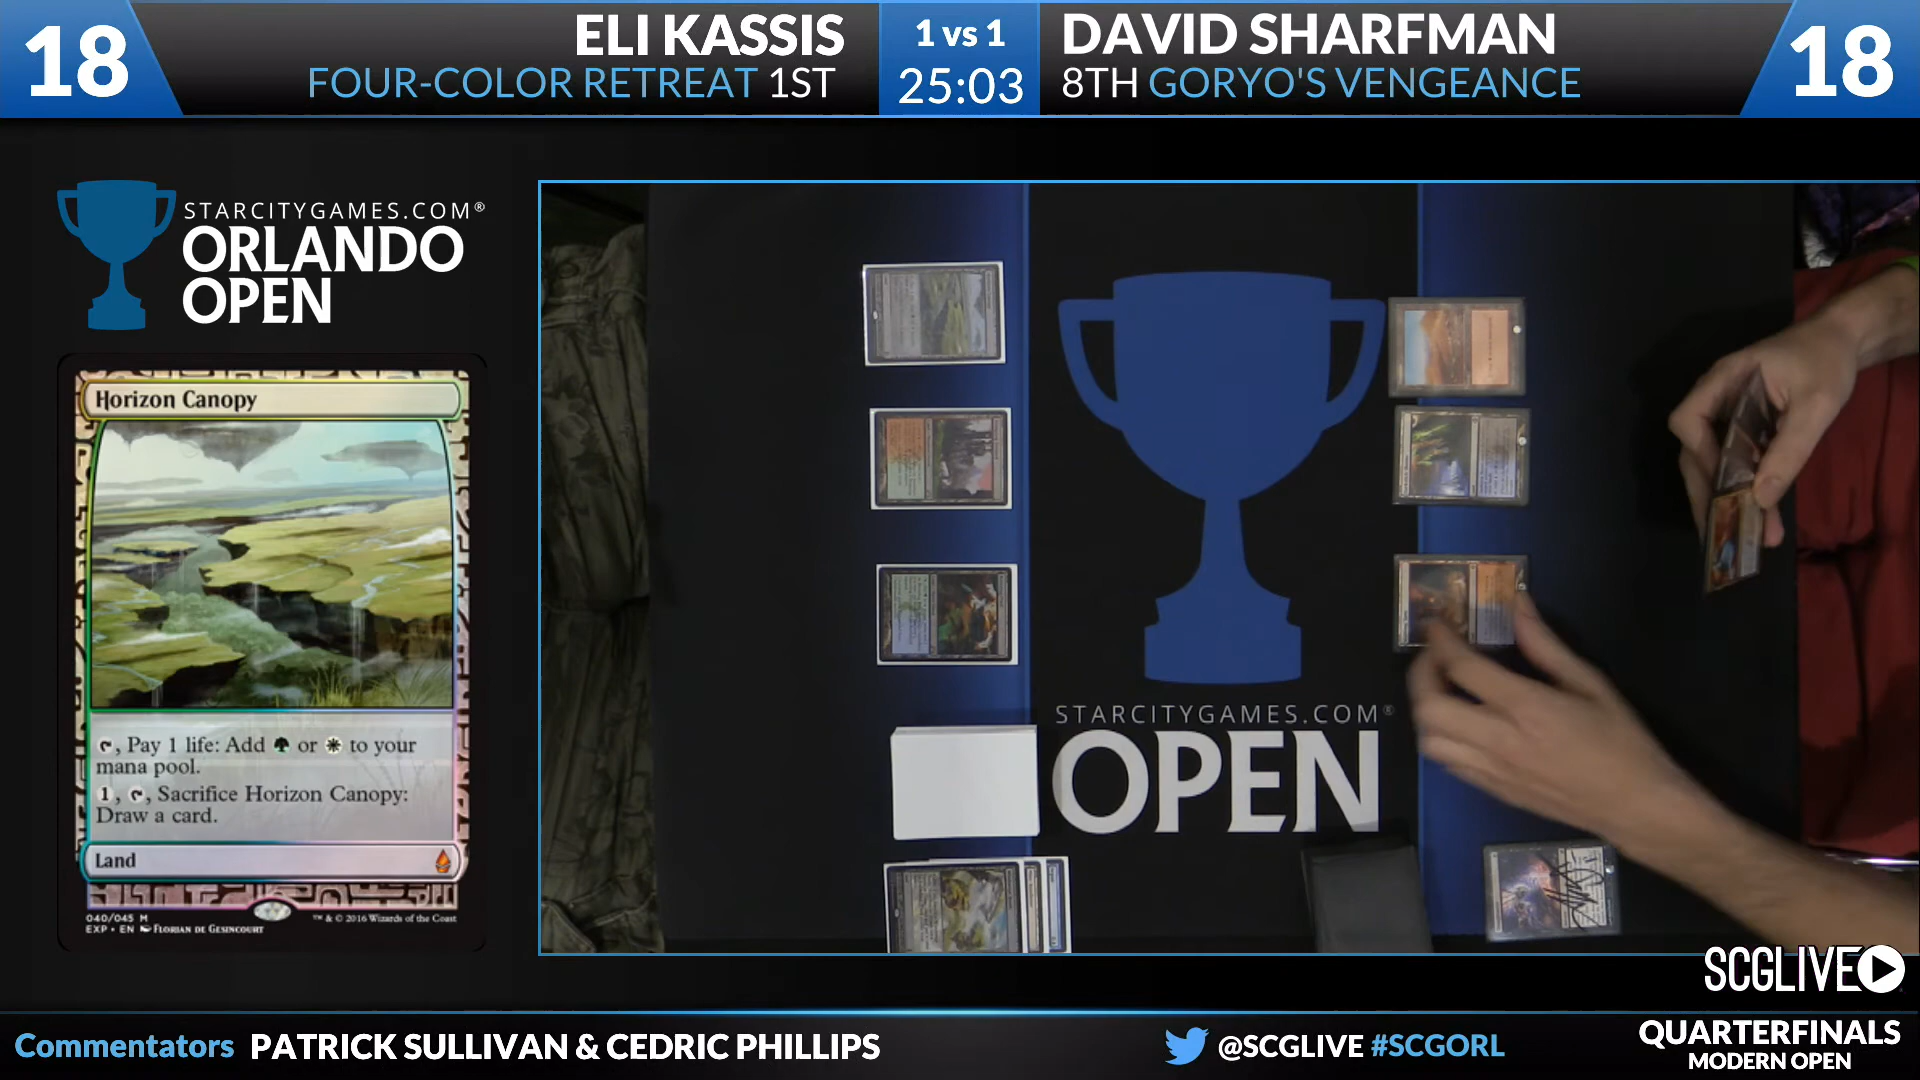 18
ELI KASSIS
FOUR-COLOR RETREAT 1ST
1 vs 1
25:03
DAVID SHARFMAN
8TH GORYO'S VENGEANCE
18
STARCITYGAMES.COM®
ORLANDO
OPEN
Horizon Canopy
, Pay 1 life: Add or to your
mana pool.
1, , Sacrifice Horizon Canopy:
Draw a card.
Land
040/045 M
EXP • EN FLORIAN DE GESINCOURT
™ & © 2016 Wizards of the Coast
STARCITYGAMES.COM®
OPEN
SCGLIVE
Commentators PATRICK SULLIVAN & CEDRIC PHILLIPS
@SCGLIVE #SCGORL
QUARTERFINALS
MODERN OPEN